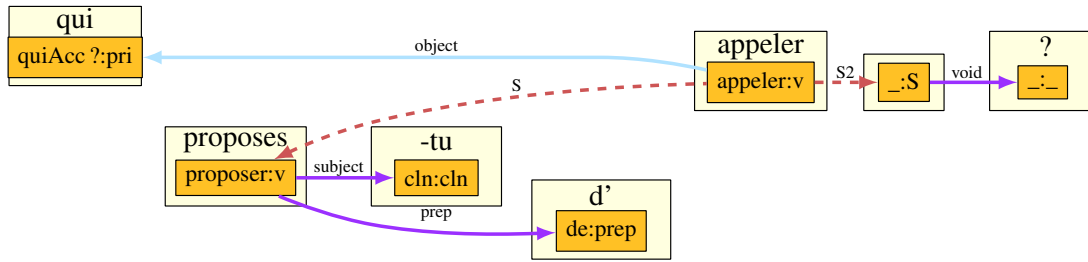 qui
quiAcc ?:pri
object
appeler
appeler:v
S
S2
_:S
void
?
_:_
proposes
proposer:v
subject
-tu
cln:cln
prep
d’
de:prep